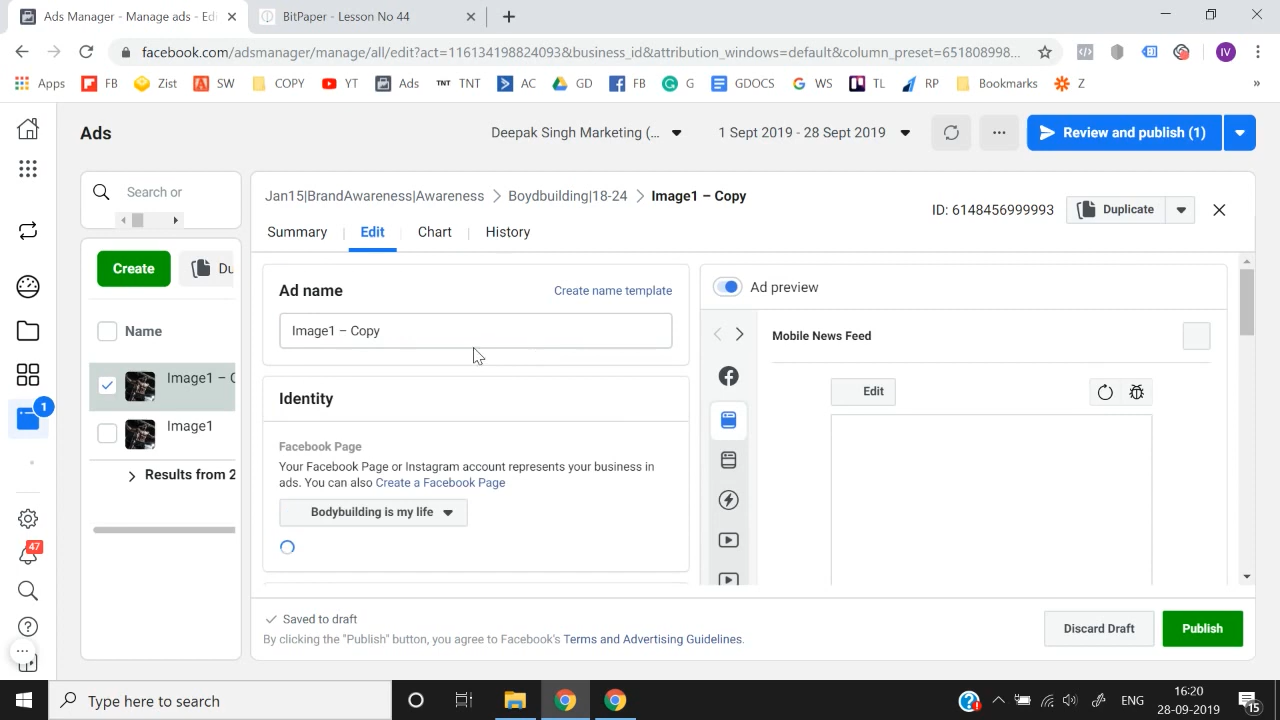 Ads Manager - Manage ads - Edi
BitPaper - Lesson No 44
facebook.com/adsmanager/manage/all/edit?act=116134198824093&business_id&attribution_windows=default&column_preset=651808998...
IV
Apps
FB
Zist
SW
COPY
YT
Ads
TNT TNT
AC
GD
FB
G
GDOCS
WS
TL
RP
Bookmarks
Z
»
Ads
Deepak Singh Marketing (...
1 Sept 2019 - 28 Sept 2019
Review and publish (1)
Search or
Jan15|BrandAwareness|Awareness
Boydbuilding|18-24
Image1 – Copy
ID: 6148456999993
Duplicate
Summary
Edit
Chart
History
Create
Du
Ad name
Create name template
Ad preview
Name
Image1 – Copy
Mobile News Feed
Image1 – C
Edit
Identity
1
Image1
Facebook Page
Your Facebook Page or Instagram account represents your business in
ads. You can also Create a Facebook Page
Results from 2
Bodybuilding is my life
47
Saved to draft
By clicking the "Publish" button, you agree to Facebook's Terms and Advertising Guidelines.
Discard Draft
Publish
Type here to search
ENG
16:20
28-09-2019
15